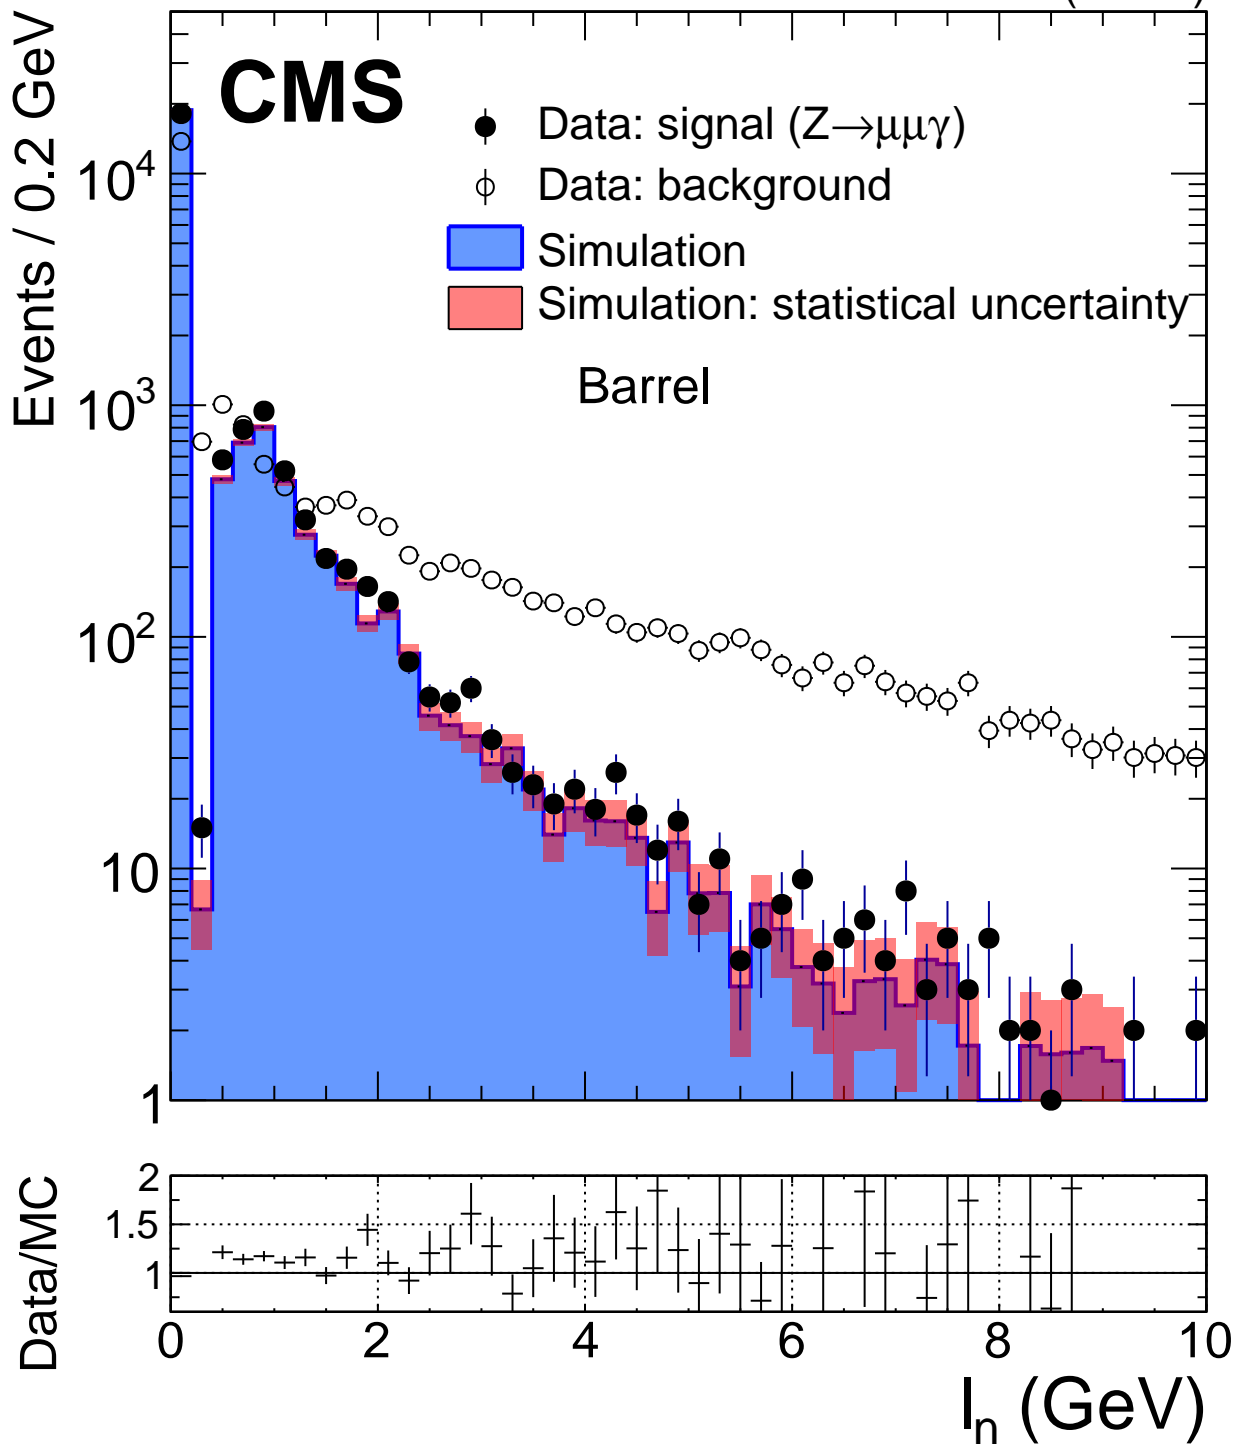 CMS
Events / 0.2 GeV
Data: signal (Z→μμγ)
Data: background
Simulation
Simulation: statistical uncertainty
Barrel
10⁴
10³
10²
10
1
Data/MC
2
1.5
1
0 2 4 6 8 10
Iₙ (GeV)